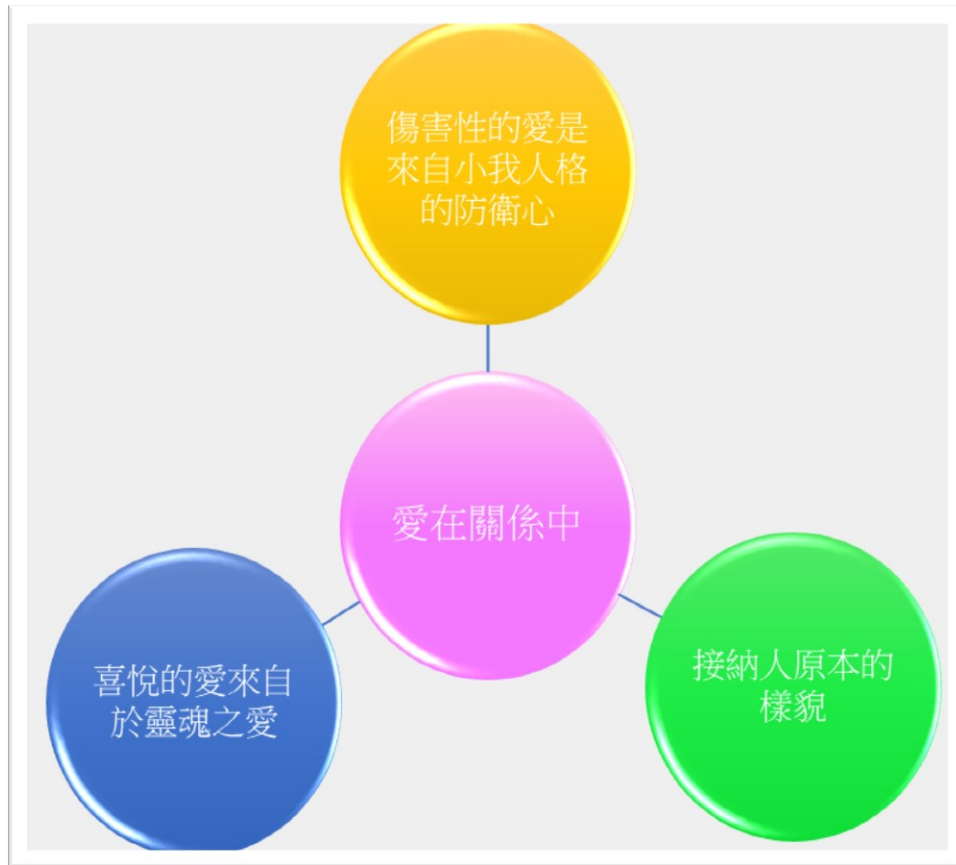 傷害性的愛是
來自小我人格
的防衛心
愛在關係中
喜悅的愛來自
於靈魂之愛
接納人原本的
樣貌